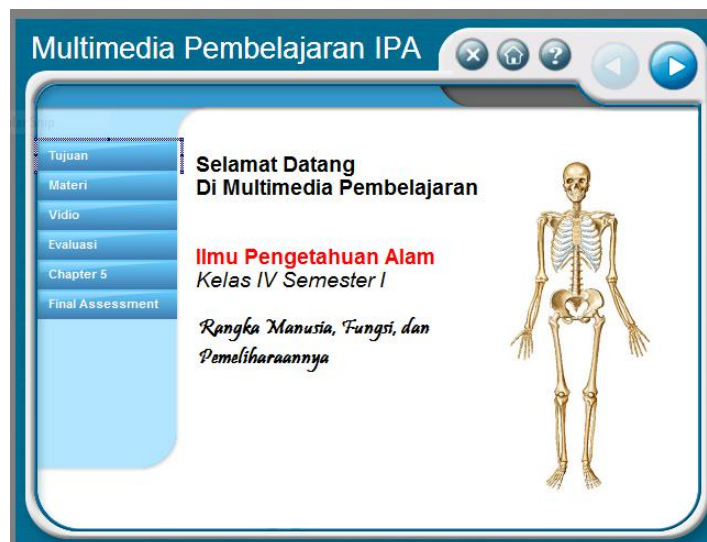 Multimedia Pembelajaran IPA
?
Tujuan
Materi
Vidio
Evaluasi
Chapter 5
Final Assessment
Selamat Datang
Di Multimedia Pembelajaran
Ilmu Pengetahuan Alam
Kelas IV Semester I
Rangka Manusia, Fungsi, dan
Pemeliharaannya